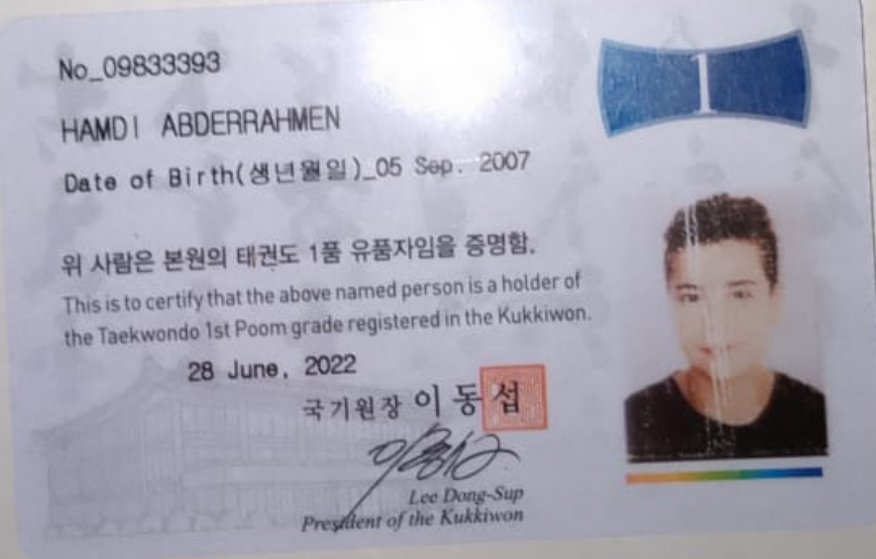 No_09833393
1
HAMDI ABDERRAHMEN
Date of Birth(생년월일)_05 Sep. 2007
위 사람은 본원의 태권도 1품 유품자임을 증명함.
This is to certify that the above named person is a holder of
the Taekwondo 1st Poom grade registered in the Kukkiwon.
28 June, 2022
국기원장 이동섭
Lee Dong-Sup
President of the Kukkiwon